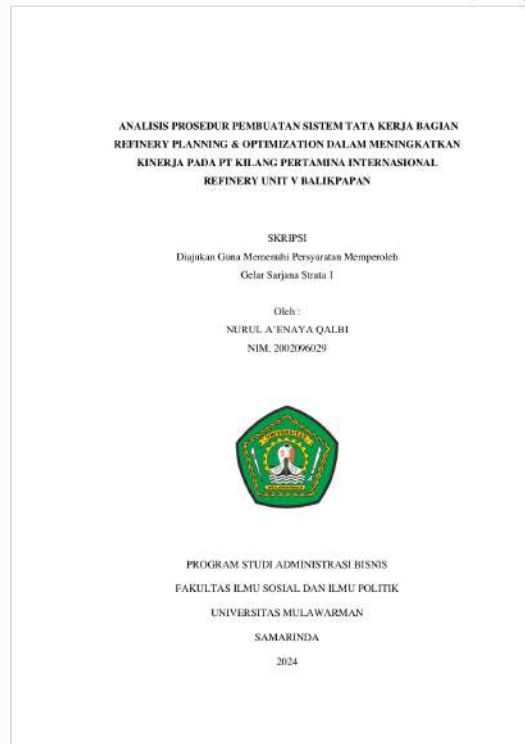 ANALISIS PROSEDUR PEMBUATAN SISTEM TATA KERJA BAGIAN
REFINERY PLANNING & OPTIMIZATION DALAM MENINGKATKAN
KINERJA PADA PT KILANG PERTAMINA INTERNASIONAL
REFINERY UNIT V BALIKPAPAN
SKRIPSI
Diajukan Guna Memenuhi Persyaratan Memperoleh
Gelar Sarjana Strata 1
Oleh :
NURUL A'ENAYA QALBI
NIM. 2002096029
UNIVERSITAS
MULAWARMAN
PROGRAM STUDI ADMINISTRASI BISNIS
FAKULTAS ILMU SOSIAL DAN ILMU POLITIK
UNIVERSITAS MULAWARMAN
SAMARINDA
2024